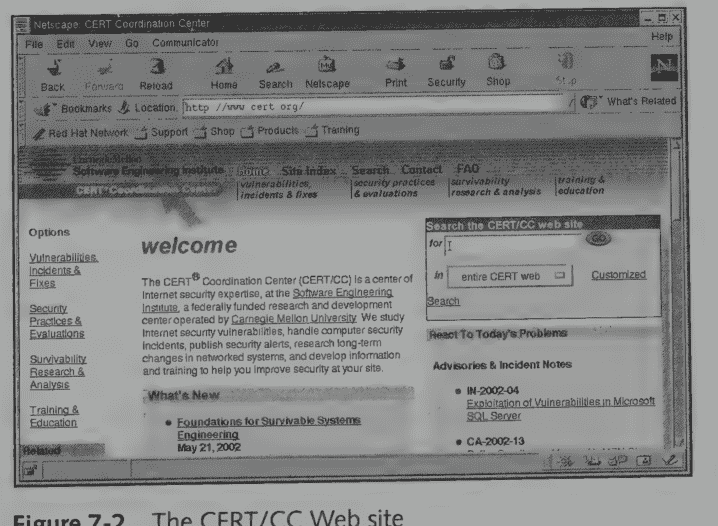 Netscape: CERT Coordination Center
File Edit View Go Communicator Help
Back Forward Reload Home Search Netscape Print Security Shop Stop
Bookmarks Location: http://www.cert.org/ What's Related
Red Hat Network Support Shop Products Training
Carnegie Mellon
Software Engineering Institute Home Site Index Search Contact FAQ
CERT® Coordination Center
vulnerabilities, security practices survivability training &
incidents & fixes & evaluations research & analysis education
Options
Vulnerabilities,
Incidents &
Fixes
Security
Practices &
Evaluations
Survivability
Research &
Analysis
Training &
Education
Related
welcome
The CERT® Coordination Center (CERT/CC) is a center of
Internet security expertise, at the Software Engineering
Institute, a federally funded research and development
center operated by Carnegie Mellon University. We study
Internet security vulnerabilities, handle computer security
incidents, publish security alerts, research long-term
changes in networked systems, and develop information
and training to help you improve security at your site.
What's New
Foundations for Survivable Systems
Engineering
May 21, 2002
Search the CERT/CC web site
for GO
in entire CERT web Customized
Search
React To Today's Problems
Advisories & Incident Notes
IN-2002-04
Exploitation of Vulnerabilities in Microsoft
SQL Server
CA-2002-13
Figure 7-2 The CERT/CC Web site